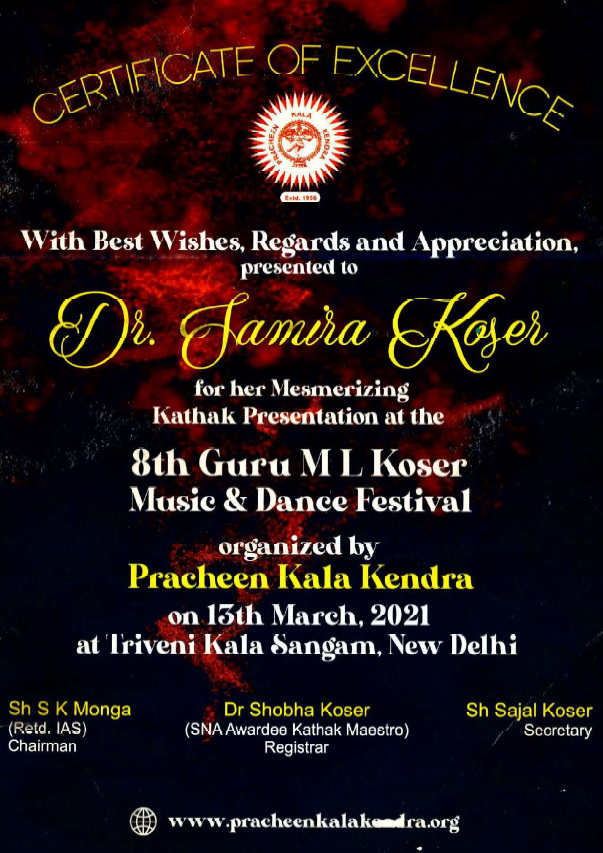 CERTIFICATE OF EXCELLENCE
PRACHEEN KALA KENDRA
Estd. 1956
With Best Wishes, Regards and Appreciation,
presented to
Dr. Samira Koser
for her Mesmerizing
Kathak Presentation at the
8th Guru M L Koser
Music & Dance Festival
organized by
Pracheen Kala Kendra
on 13th March, 2021
at Triveni Kala Sangam, New Delhi
Sh S K Monga Dr Shobha Koser Sh Sajal Koser
(Retd. IAS) (SNA Awardee Kathak Maestro) Secretary
Chairman Registrar
www.pracheenkalakendra.org